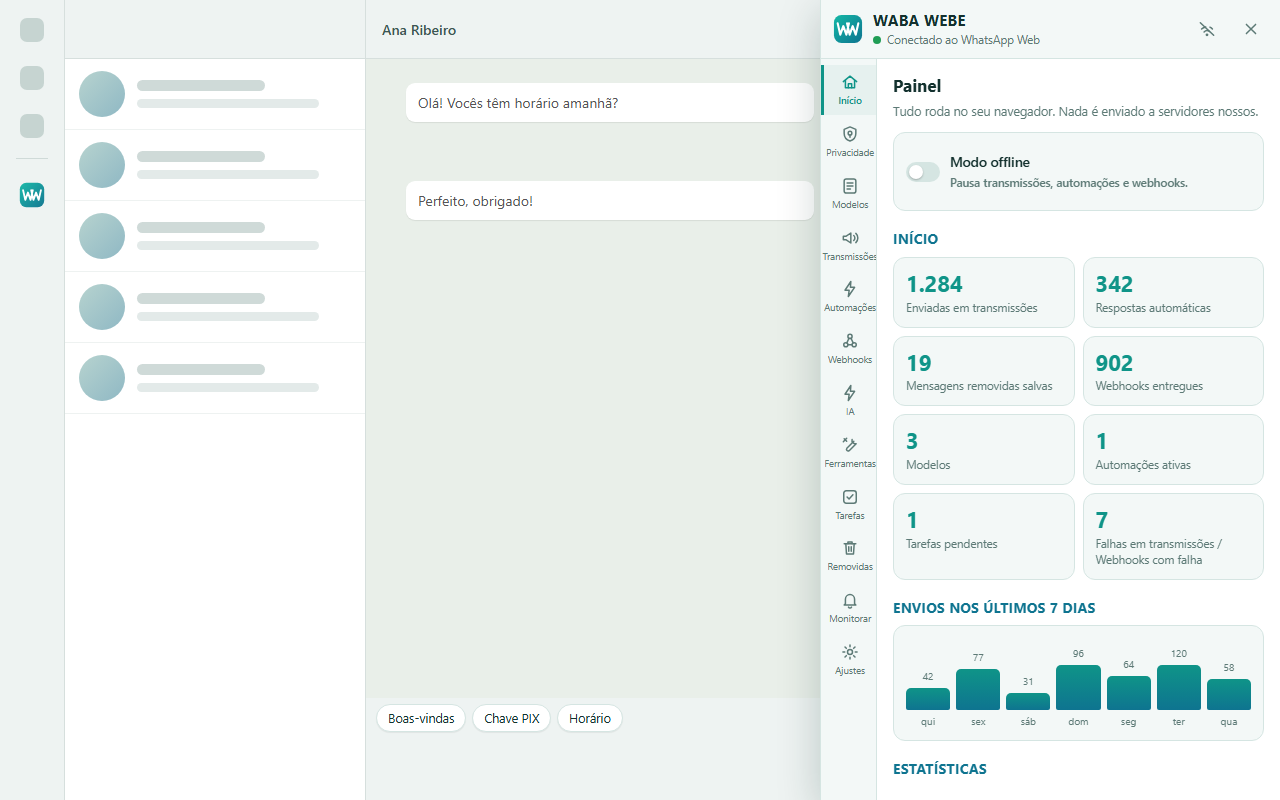 Ana Ribeiro
Olá! Vocês têm horário amanhã?
Perfeito, obrigado!
Boas-vindas
Chave PIX
Horário
WW
WABA WEBE
Conectado ao WhatsApp Web
Início
Privacidade
Modelos
Transmissões
Automações
Webhooks
IA
Ferramentas
Tarefas
Removidas
Monitorar
Ajustes
Painel
Tudo roda no seu navegador. Nada é enviado a servidores nossos.
Modo offline
Pausa transmissões, automações e webhooks.
INÍCIO
1.284
Enviadas em transmissões
342
Respostas automáticas
19
Mensagens removidas salvas
902
Webhooks entregues
3
Modelos
1
Automações ativas
1
Tarefas pendentes
7
Falhas em transmissões /
Webhooks com falha
ENVIOS NOS ÚLTIMOS 7 DIAS
42
77
31
96
64
120
58
qui
sex
sáb
dom
seg
ter
qua
ESTATÍSTICAS